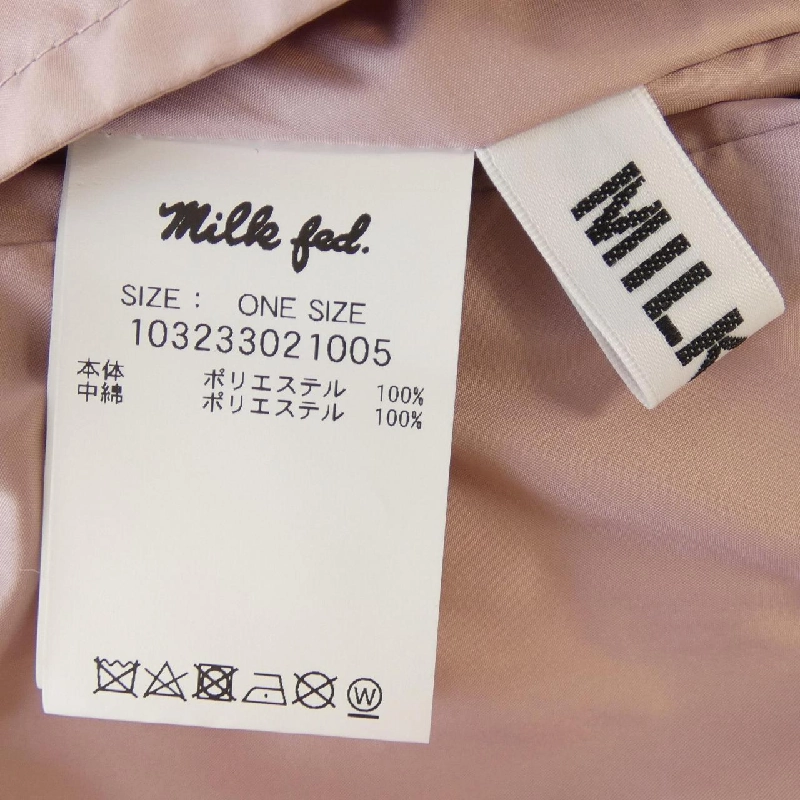 Milk fed.
SIZE : ONE SIZE
103233021005
本体 ポリエステル 100%
中綿 ポリエステル 100%
W
MILK